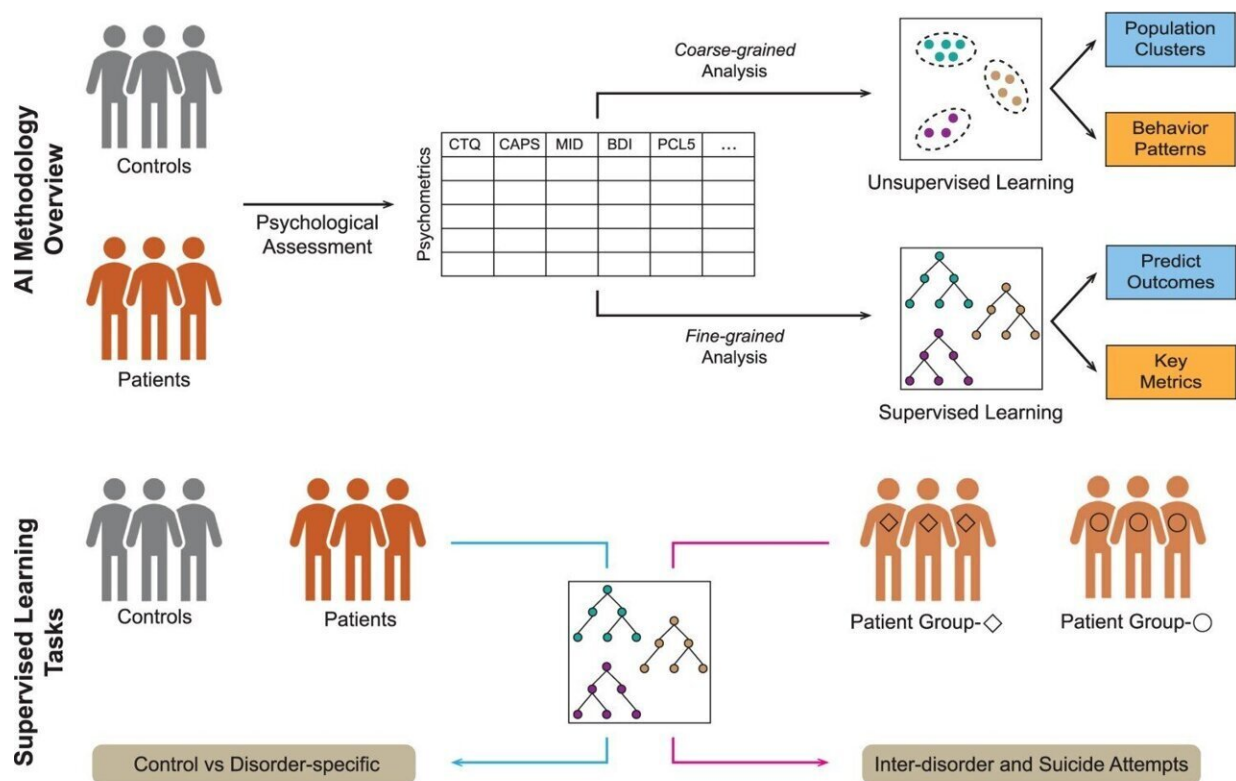 AI Methodology
Overview
Controls
Patients
Psychological
Assessment
Psychometrics
CTQ CAPS MID BDI PCL5 ...
Coarse-grained
Analysis
Fine-grained
Analysis
Unsupervised Learning
Population
Clusters
Behavior
Patterns
Supervised Learning
Predict
Outcomes
Key
Metrics
Supervised Learning
Tasks
Controls
Patients
Patient Group-◇
Patient Group-○
Control vs Disorder-specific
Inter-disorder and Suicide Attempts